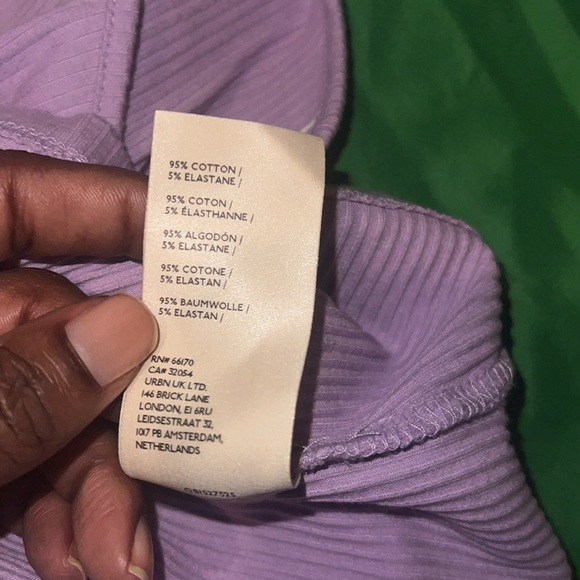 95% COTTON /
5% ELASTANE /
95% COTON /
5% ÉLASTHANNE /
95% ALGODÓN /
5% ELASTANE /
95% COTONE /
5% ELASTAN /
95% BAUMWOLLE /
5% ELASTAN /
RN# 66170
CA# 32054
URBN UK LTD.
146 BRICK LANE
LONDON, E1 6RU
LEIDSESTRAAT 32,
1017 PB AMSTERDAM,
NETHERLANDS